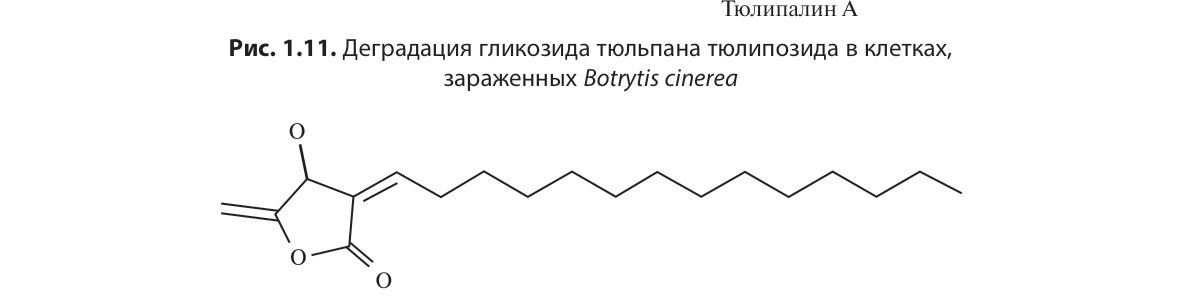 Тюлипалин А
Рис. 1.11. Деградация гликозида тюльпана тюлипозида в клетках,
зараженных Botrytis cinerea
O
O
O